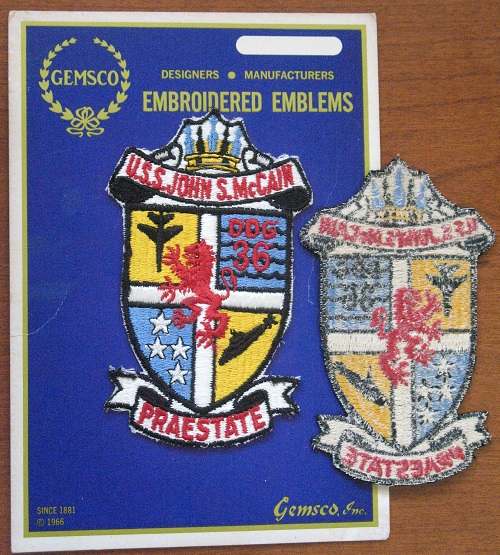 GEMSCO
DESIGNERS • MANUFACTURERS
EMBROIDERED EMBLEMS
U.S.S. JOHN S. McCAIN
DDG
36
PRAESTATE
SINCE 1881
© 1966
Gemsco, Inc.